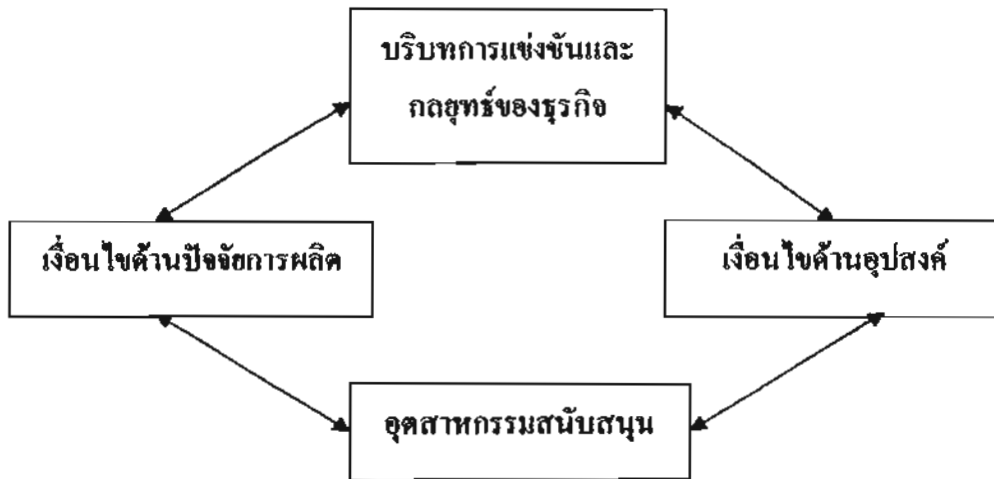 บริบทการแข่งขันและ
กลยุทธ์ของธุรกิจ
เงื่อนไขด้านปัจจัยการผลิต
เงื่อนไขด้านอุปสงค์
อุตสาหกรรมสนับสนุน